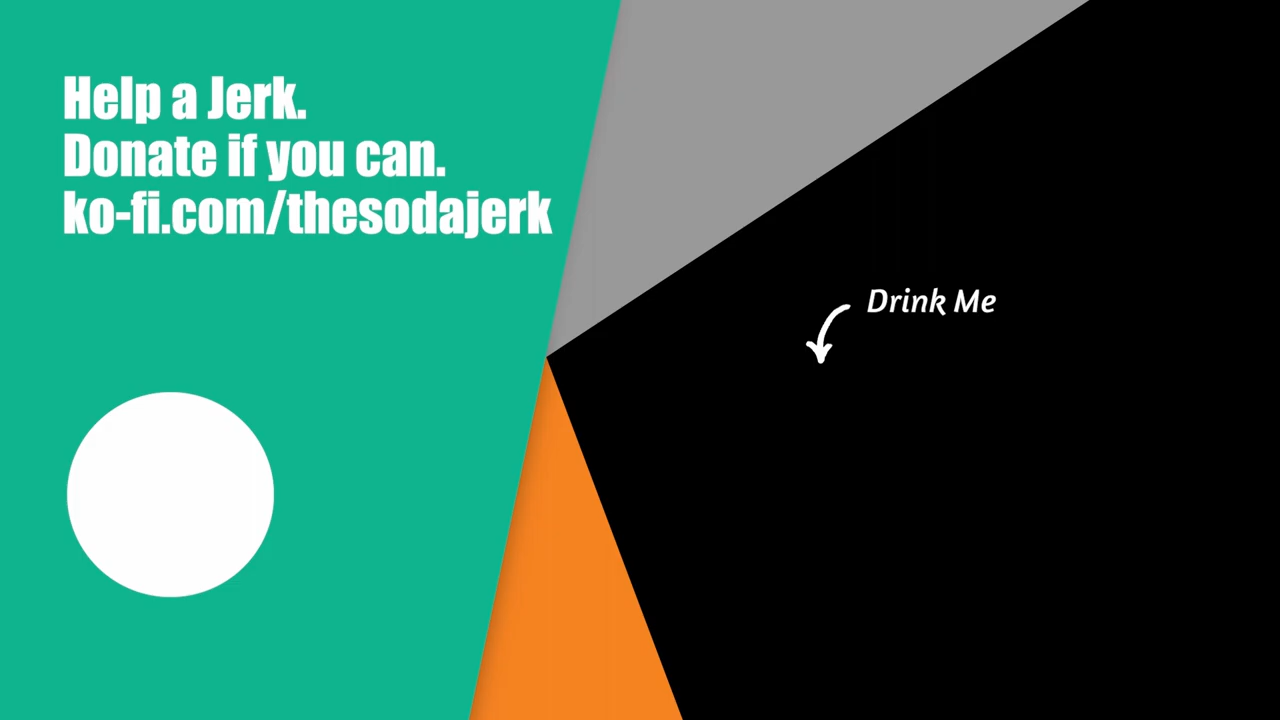 Help a Jerk.
Donate if you can.
ko-fi.com/thesodajerk
Drink Me